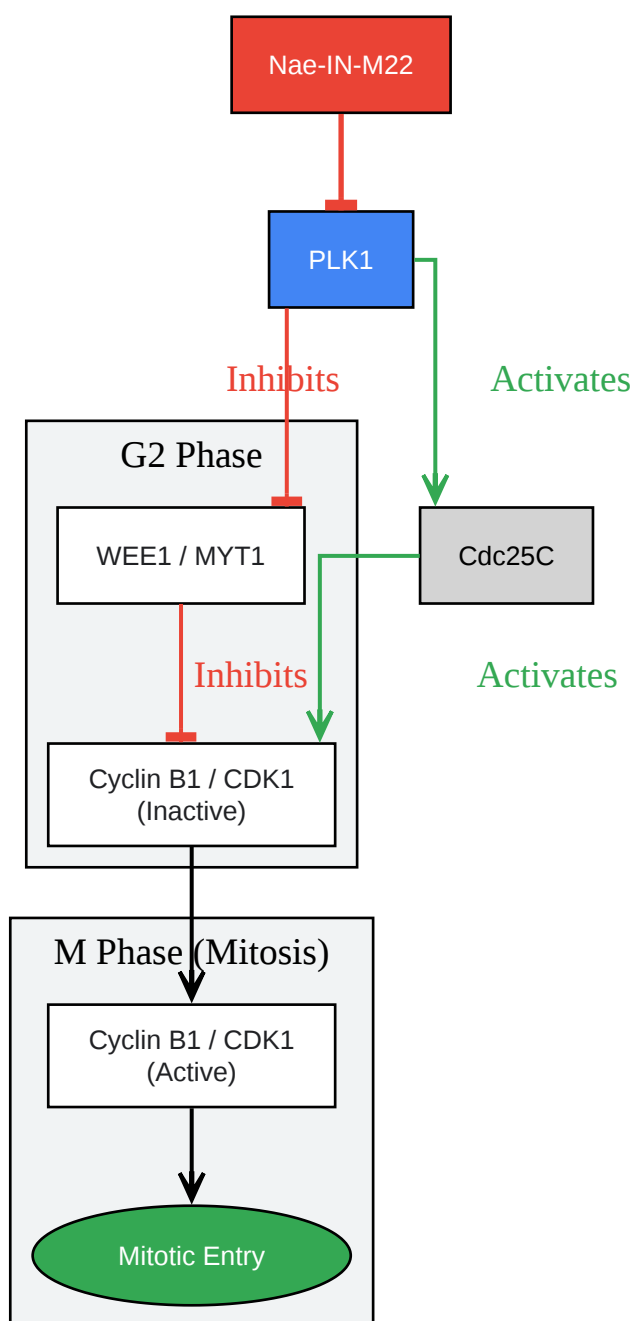 Nae-IN-M22
PLK1
Inhibits
Activates
G2 Phase
WEE1 / MYT1
Cdc25C
Inhibits
Activates
Cyclin B1 / CDK1
(Inactive)
M Phase (Mitosis)
Cyclin B1 / CDK1
(Active)
Mitotic Entry